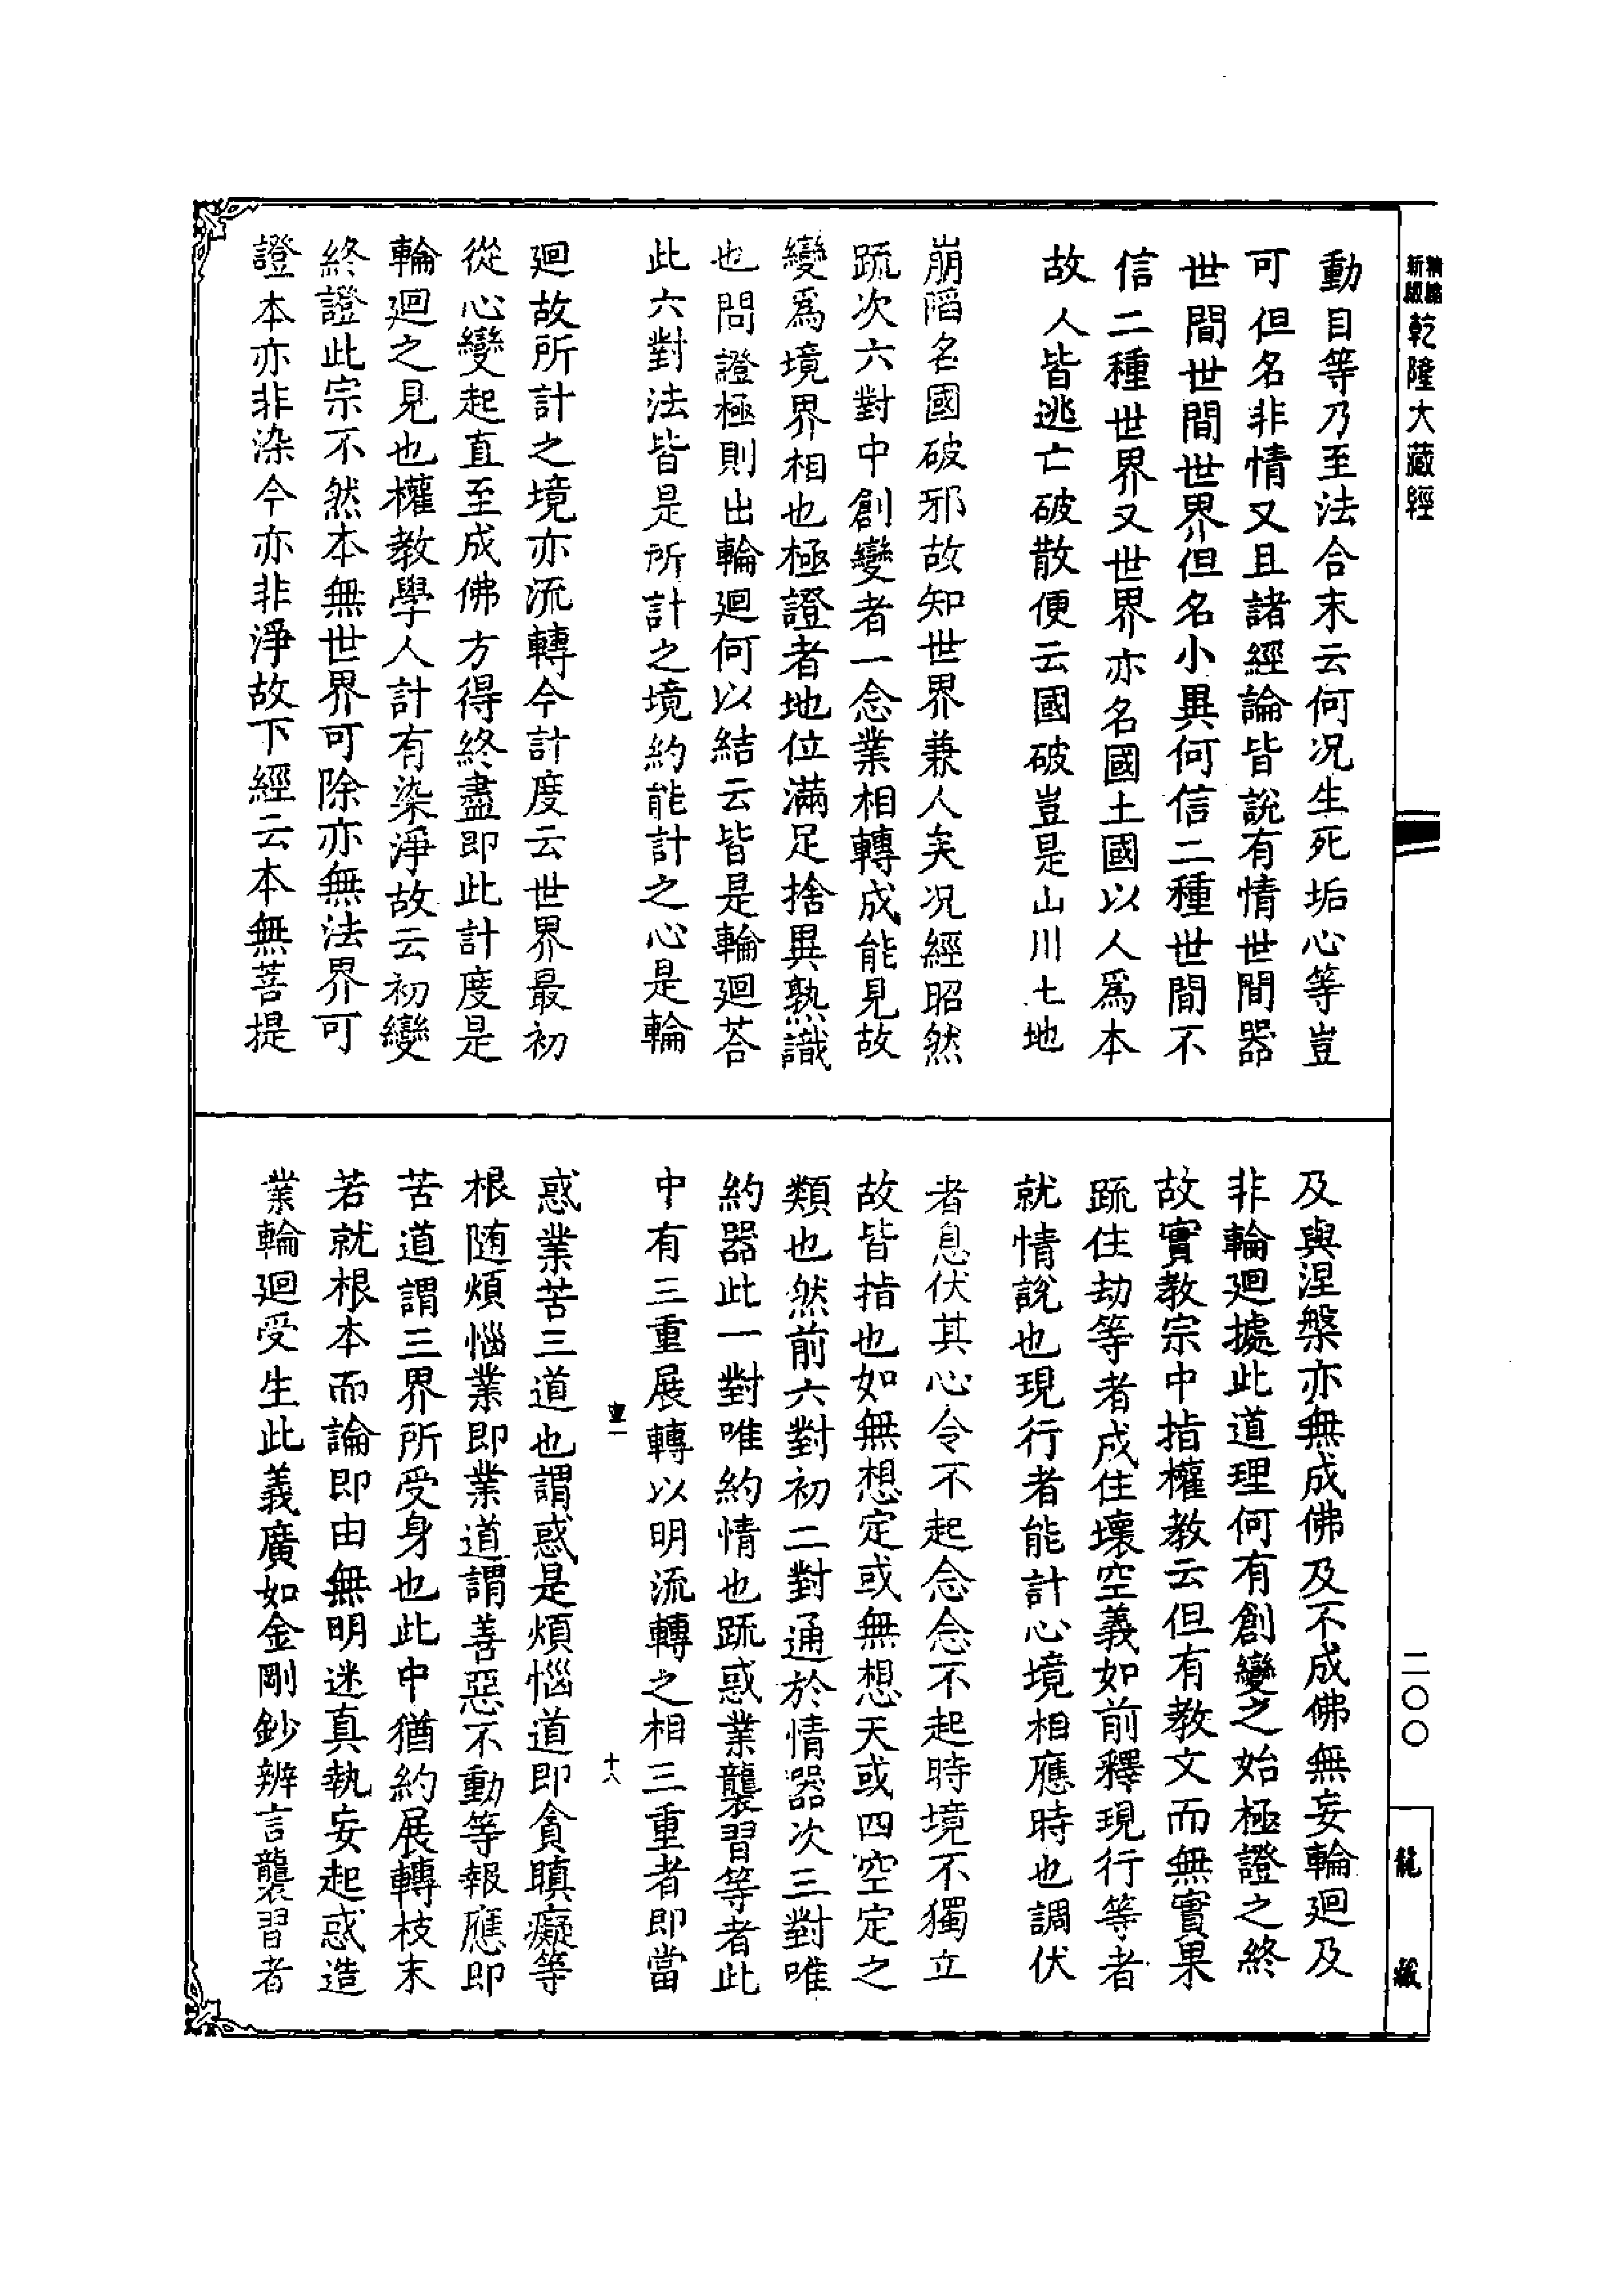 新版
精縮
乾隆大藏經
動目等乃至法合末云何况生死垢心等豈
可但名非情又且諸經論皆說有情世間器
世間世間世界但名小異何信二種世間不
信二種世界又世界亦名國土國以人爲本
故人皆逃亡破散便云國破豈是山川七地
崩䧟名國破邪故知世界兼人矣况經昭然
䟽次六對中創變者一念業相轉成能見故
變爲境界相也極證者地位滿足捨異熟識
也問證極則出輪廻何以結云皆是輪廻荅
此六對法皆是所計之境約能計之心是輪
廻故所計之境亦流轉今計度云世界最初
從心變起直至成佛方得終盡即此計度是
輪廻之見也權教學人計有染淨故云初變
終證此宗不然本無世界可除亦無法界可
證本亦非染今亦非淨故下經云本無菩提
及與涅槃亦無成佛及不成佛無妄輪廻及
非輪廻據此道理何有創變之始極證之終
故實教宗中指權教云但有教文而無實果
䟽住劫等者成住壞空義如前釋現行等者
就情說也現行者能計心境相應時也調伏
者息伏其心令不起念念不起時境不獨立
故皆指也如無想定或無想天或四空定之
類也然前六對初二對通於情器次三對唯
約器此一對唯約情也䟽惑業襲習等者此
中有三重展轉以明流轉之相三重者即當
十八
惑業苦三道也謂惑是煩惱道即貪瞋癡等
根随煩惱業即業道謂善惡不動等報應即
苦道謂三界所受身也此中猶約展轉枝末
若就根本而論即由無明迷真執妄起惑造
業輪廻受生此義廣如金剛鈔辨言襲習者
二〇〇
龍藏